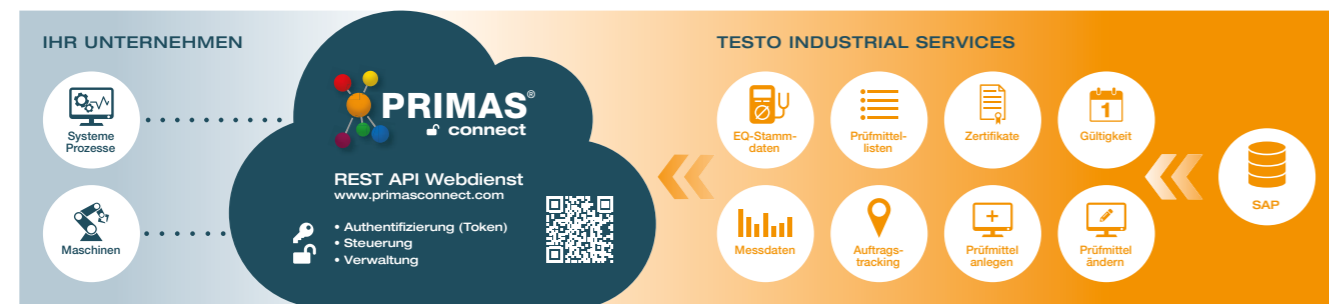 IHR UNTERNEHMEN
Systeme
Prozesse
Maschinen
PRIMAS®
connect
REST API Webdienst
www.primasconnect.com
• Authentifizierung (Token)
• Steuerung
• Verwaltung
TESTO INDUSTRIAL SERVICES
EQ-Stamm-
daten
Prüfmittel-
listen
Zertifikate
1
Gültigkeit
Messdaten
Auftrags-
tracking
Prüfmittel
anlegen
Prüfmittel
ändern
SAP